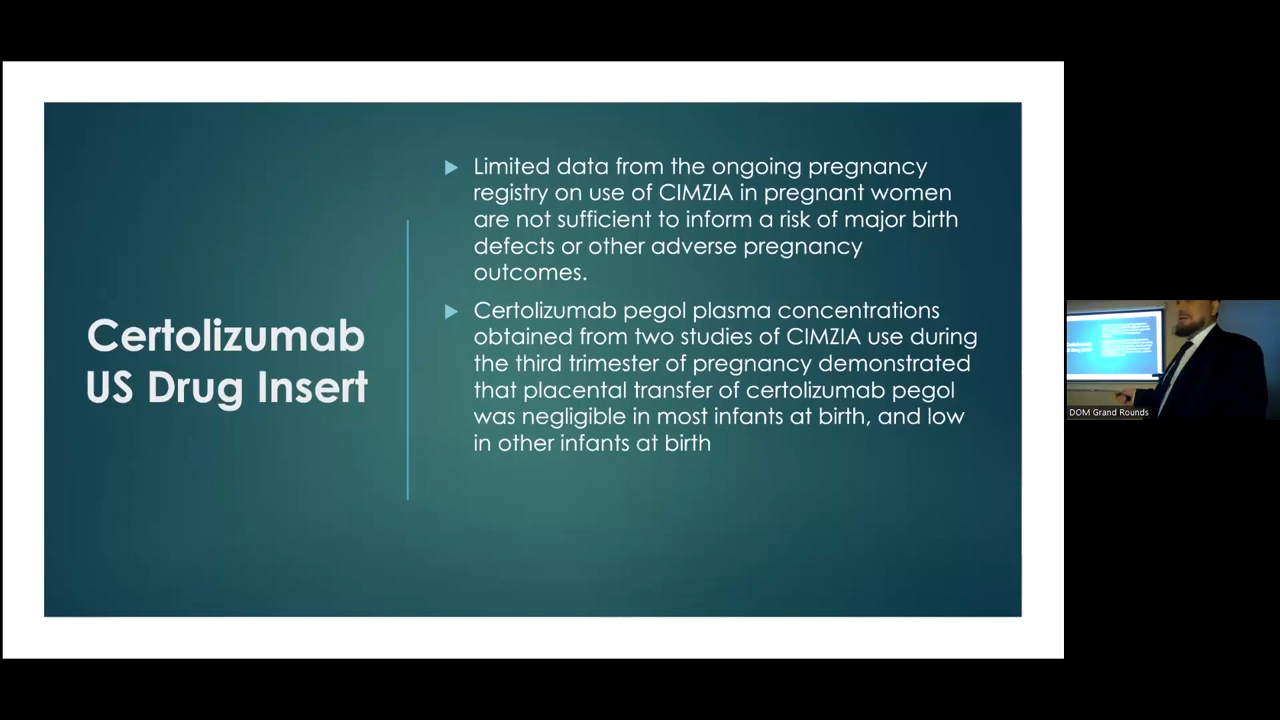 Certolizumab
US Drug Insert
Limited data from the ongoing pregnancy
registry on use of CIMZIA in pregnant women
are not sufficient to inform a risk of major birth
defects or other adverse pregnancy
outcomes.
Certolizumab pegol plasma concentrations
obtained from two studies of CIMZIA use during
the third trimester of pregnancy demonstrated
that placental transfer of certolizumab pegol
was negligible in most infants at birth, and low
in other infants at birth
DOM Grand Rounds